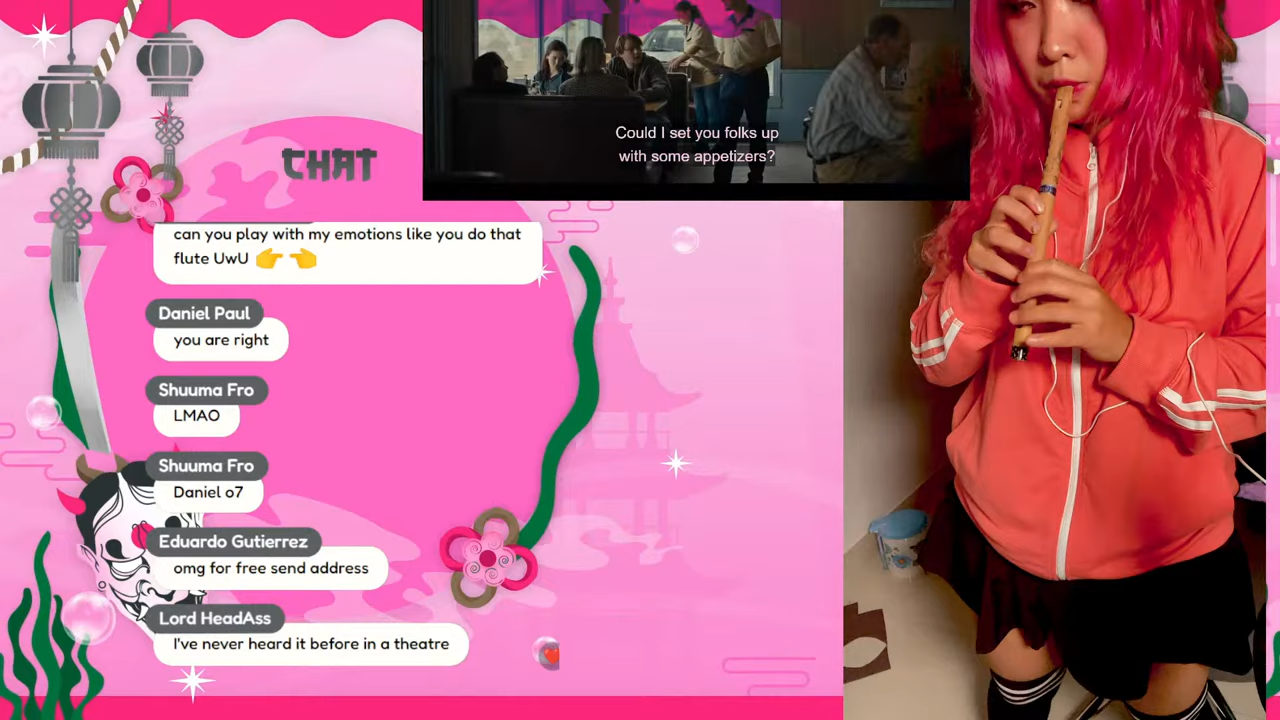 CHAT
Could I set you folks up
with some appetizers?
can you play with my emotions like you do that
flute UwU 👉 👈
Daniel Paul
you are right
Shuuma Fro
LMAO
Shuuma Fro
Daniel o7
Eduardo Gutierrez
omg for free send address
Lord HeadAss
I've never heard it before in a theatre